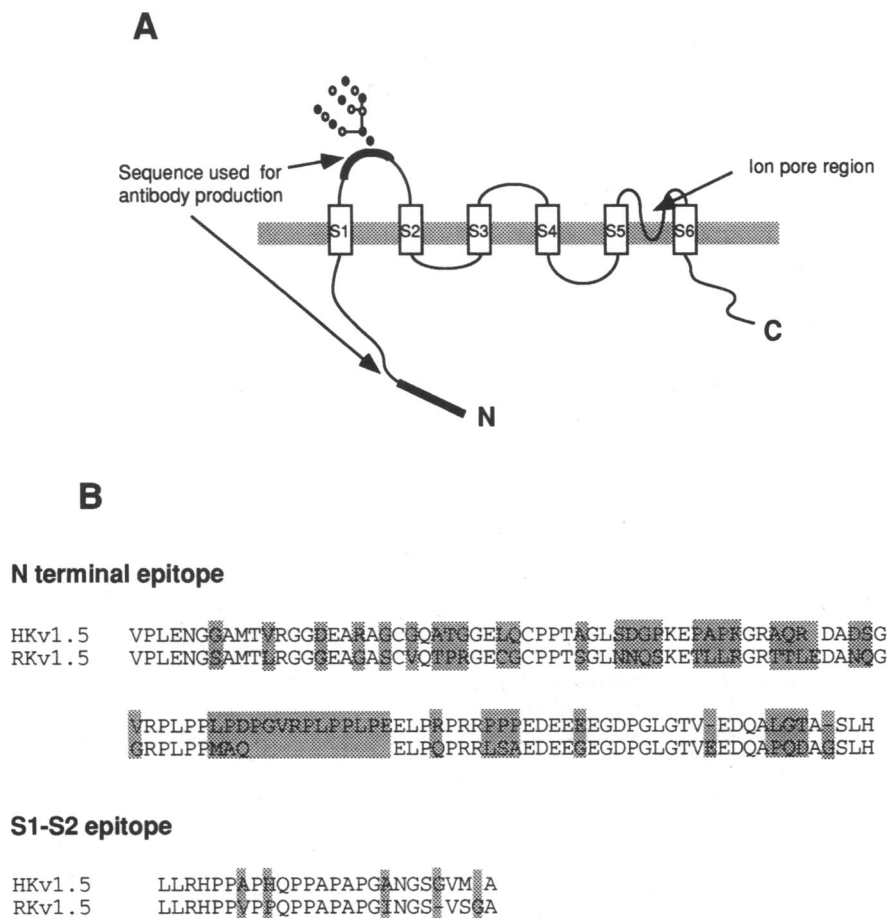 A
Sequence used for
antibody production
Ion pore region
S1 S2 S3 S4 S5 S6
C
N
B
N terminal epitope
HKv1.5 VPLENGGAMTVRGGDEARAGCGQATGGELQCPPTAGLSDGPKEPAPKGRAQR DADSG
RKv1.5 VPLENGSAMTLRGGGEAGASCVQTPRGECGCPPTSGLNNQSKETLLRGRTTLEDANQG
VRPLPPLPDPGVRPLPPLPEELPRPRRPPPEDEEEEGDPGLGTV-EDQALGTA-SLH
GRPLPPMAQ ELPQPRRLSAEDEEGEGDPGLGTVEEDQAPQDAGSLH
S1-S2 epitope
HKv1.5 LLRHPPAPHQPPAPAPGANGSGVM A
RKv1.5 LLRHPPVPPQPPAPAPGINGS-VSGA